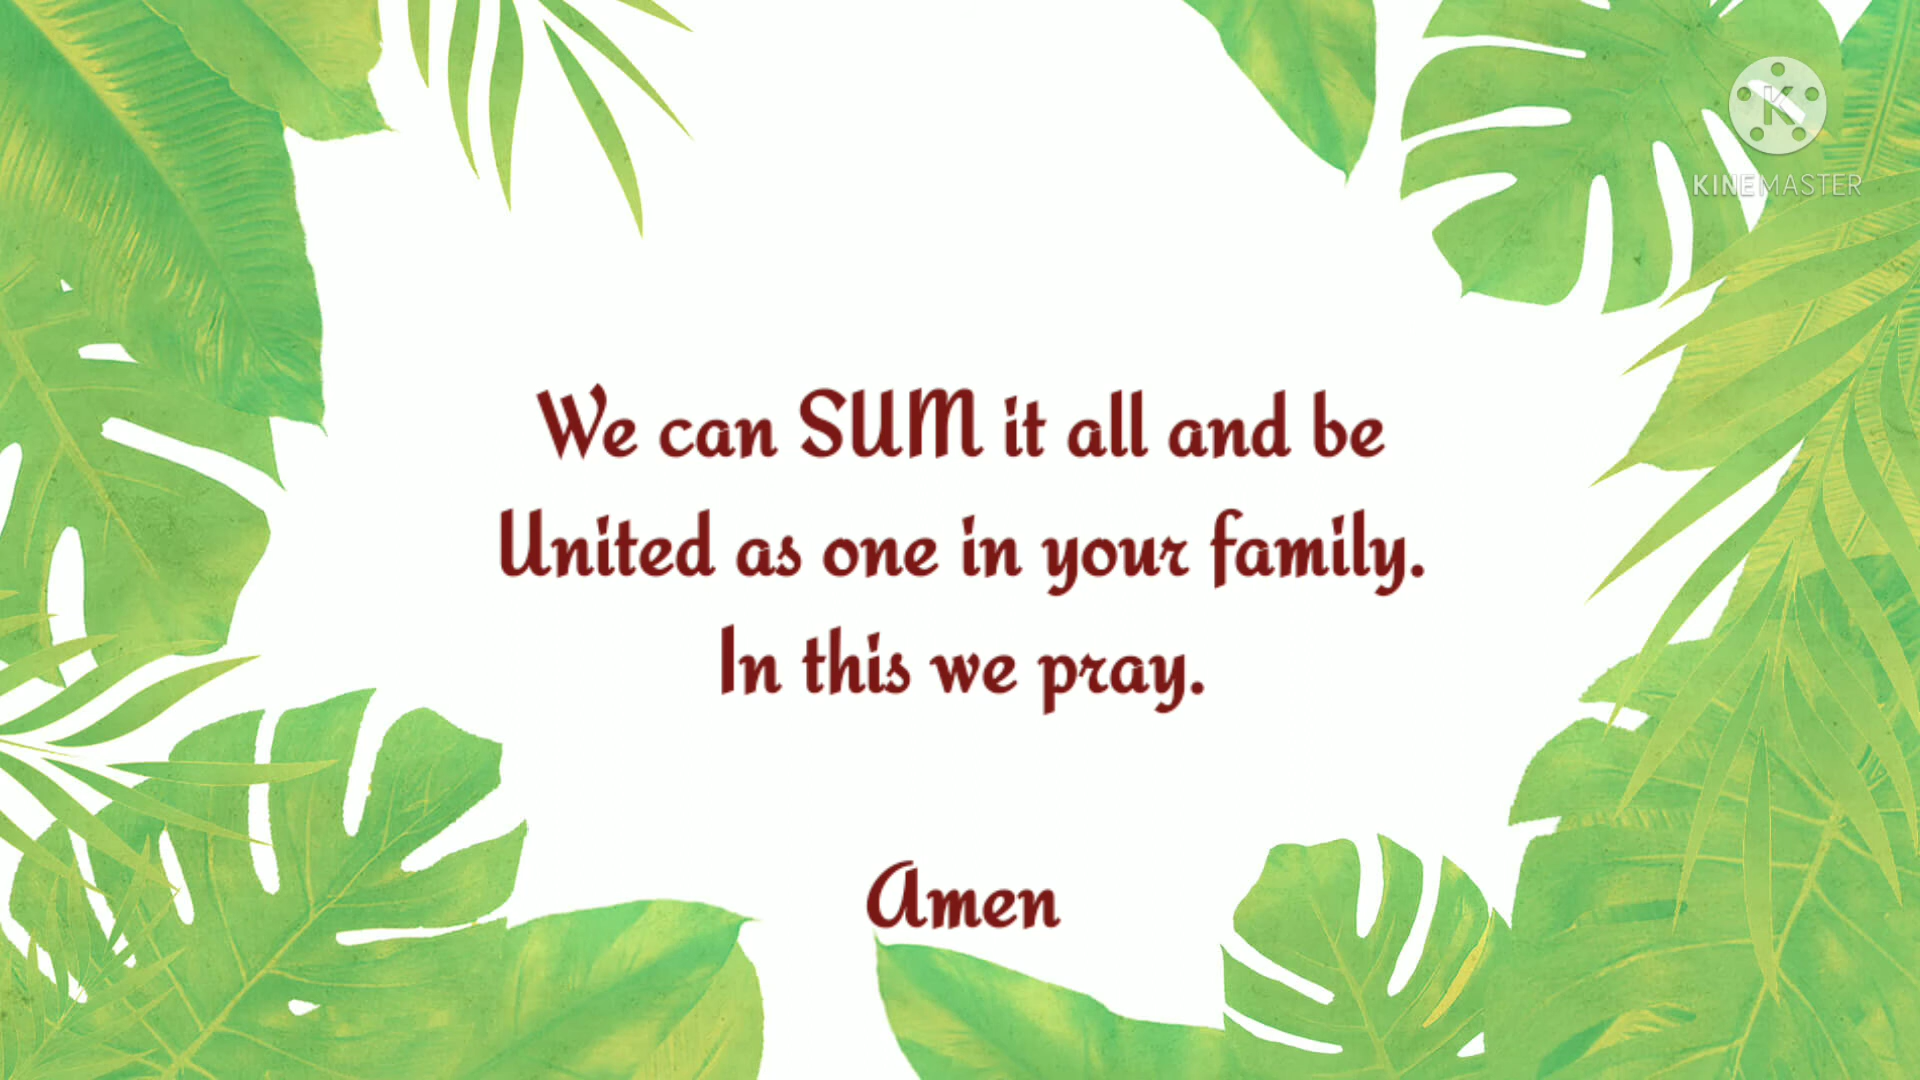 KINEMASTER
We can SUM it all and be
United as one in your family.
In this we pray.
Amen